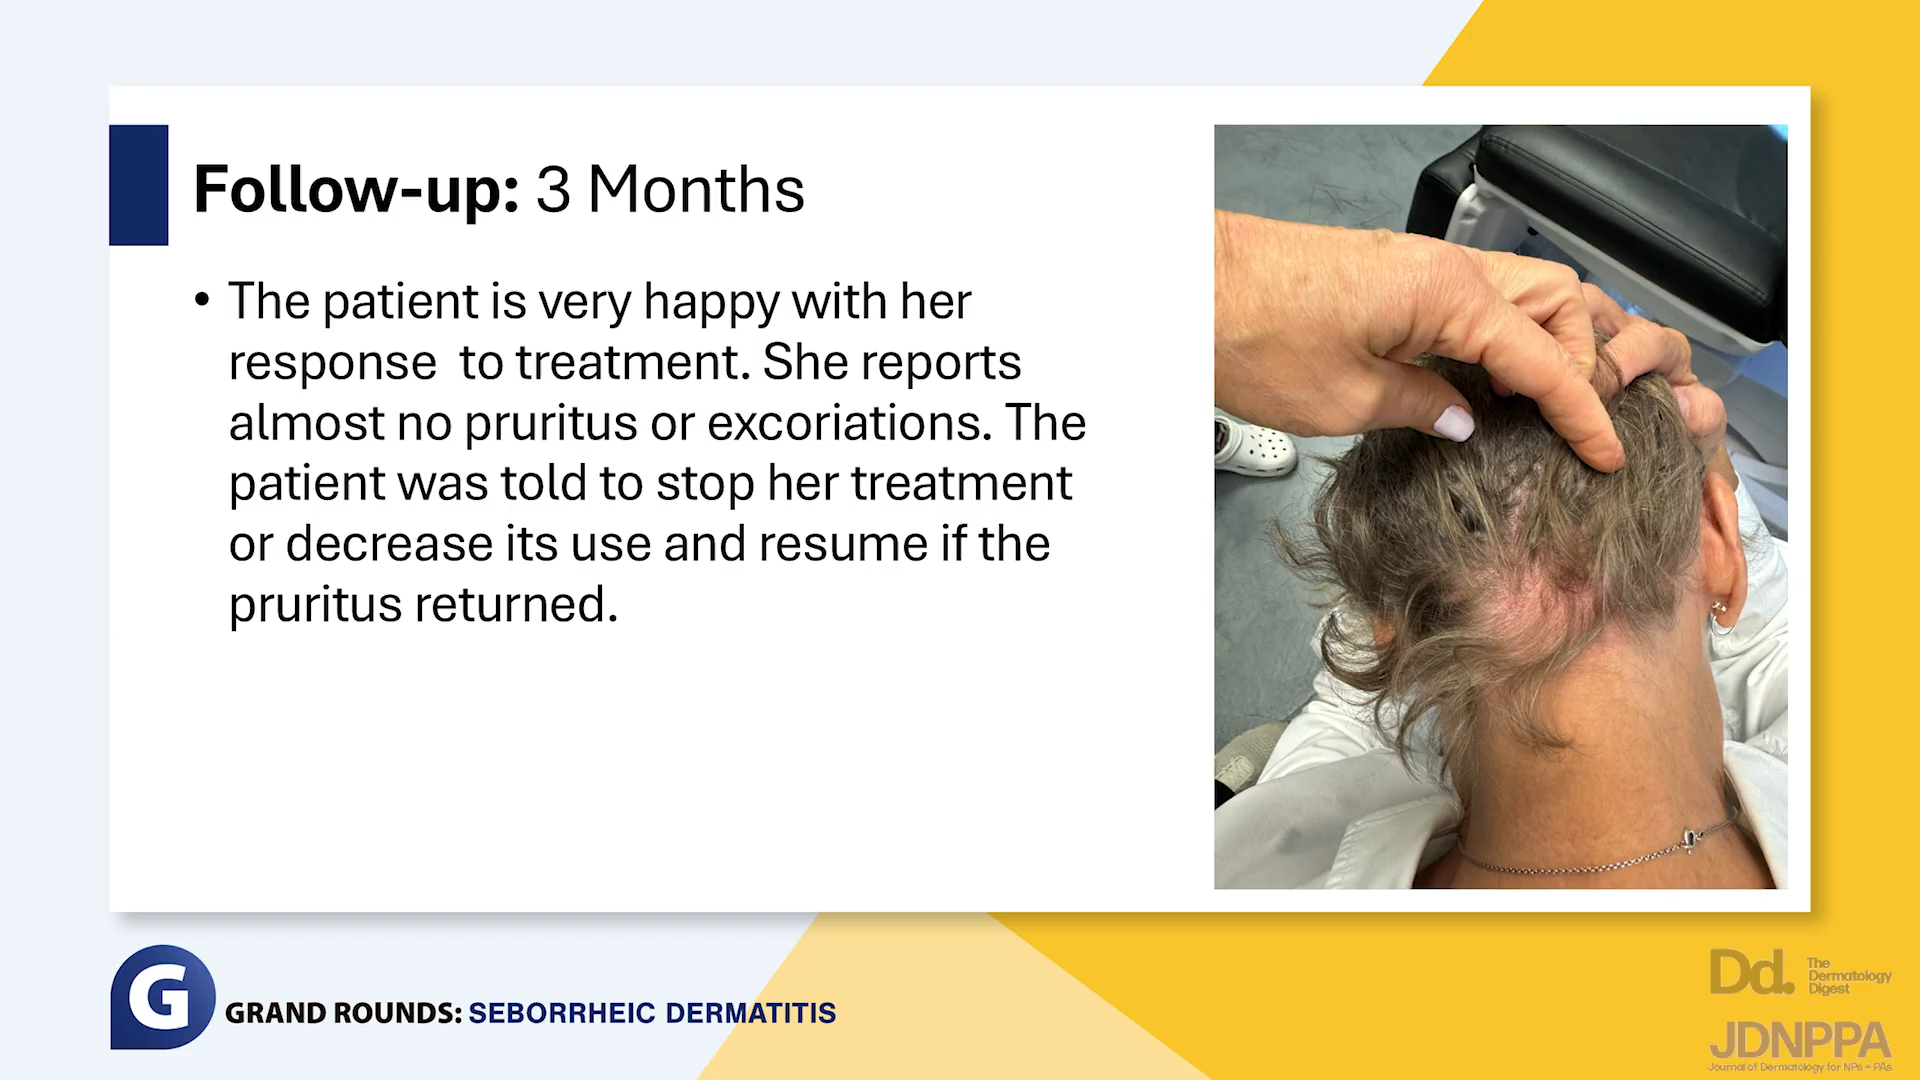 Follow-up: 3 Months
• The patient is very happy with her
response  to treatment. She reports
almost no pruritus or excoriations. The
patient was told to stop her treatment
or decrease its use and resume if the
pruritus returned.
G GRAND ROUNDS: SEBORRHEIC DERMATITIS
Dd. The
Dermatology
Digest
JDNPPA
Journal of Dermatology for NPs + PAs